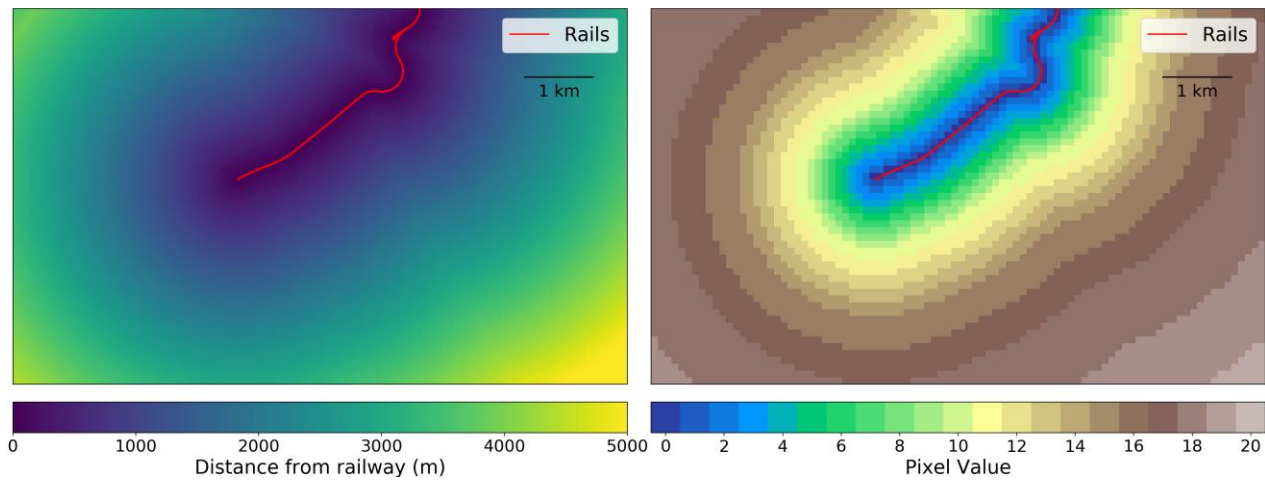 Rails
1 km
Rails
1 km
0 1000 2000 3000 4000 5000
Distance from railway (m)
0 2 4 6 8 10 12 14 16 18 20
Pixel Value